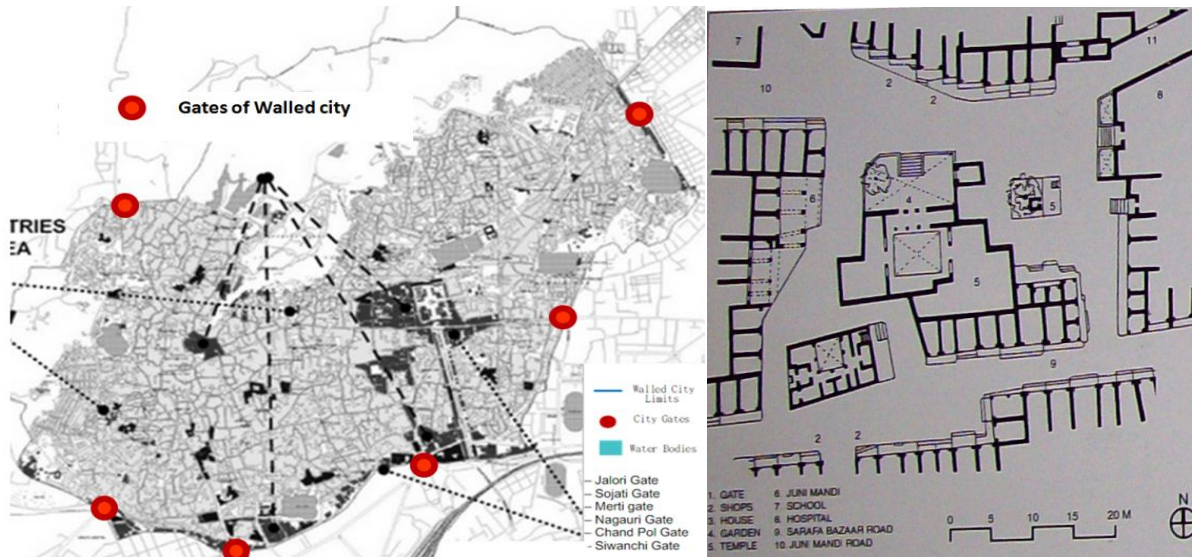 Gates of Walled city
TRIES
EA
Walled City
Limits
City Gates
Water Bodies
Jalori Gate
Sojati Gate
Merti gate
Nagauri Gate
Chand Pol Gate
Siwanchi Gate
7
10
2
2
11
8
6
4
5
5
9
2
2
1. GATE
2. SHOPS
3. HOUSE
4. GARDEN
5. TEMPLE
6. JUNI MANDI
7. SCHOOL
8. HOSPITAL
9. SARAFA BAZAAR ROAD
10. JUNI MANDI ROAD
0 5 10 15 20 M
N